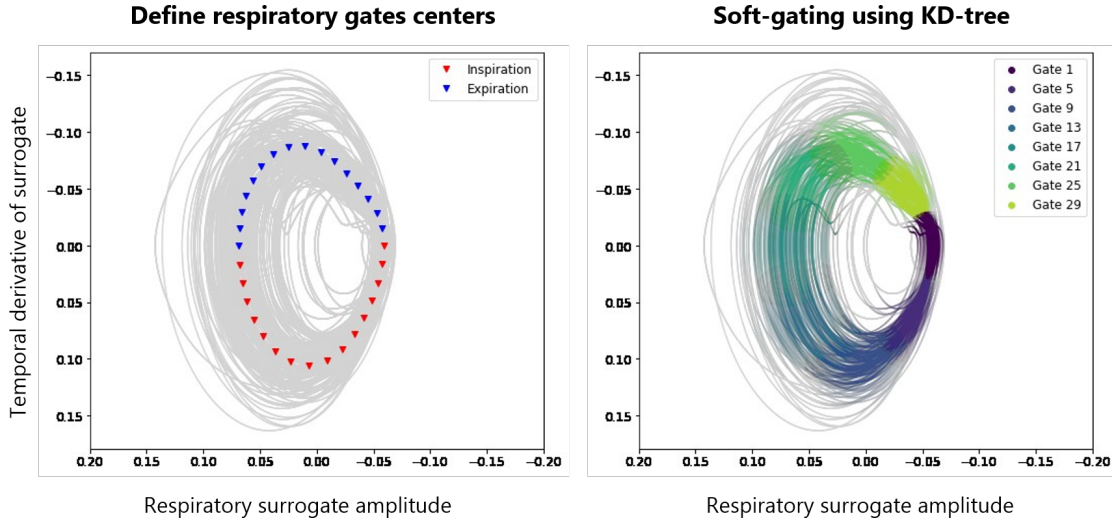 Define respiratory gates centers
Soft-gating using KD-tree
Temporal derivative of surrogate
−0.15
−0.10
−0.05
0.00
0.05
0.10
0.15
0.20 0.15 0.10 0.05 0.00 −0.05 −0.10 −0.15 −0.20
Inspiration
Expiration
Respiratory surrogate amplitude
−0.15
−0.10
−0.05
0.00
0.05
0.10
0.15
0.20 0.15 0.10 0.05 0.00 −0.05 −0.10 −0.15 −0.20
Gate 1
Gate 5
Gate 9
Gate 13
Gate 17
Gate 21
Gate 25
Gate 29
Respiratory surrogate amplitude